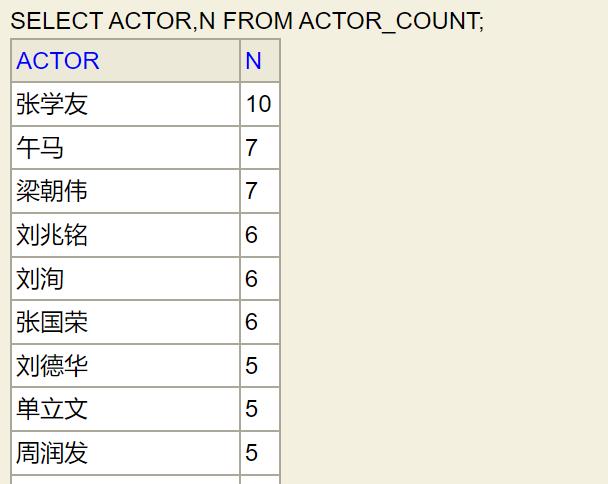 SELECT ACTOR,N FROM ACTOR_COUNT;
ACTOR N
张学友 10
午马 7
梁朝伟 7
刘兆铭 6
刘洵 6
张国荣 6
刘德华 5
单立文 5
周润发 5